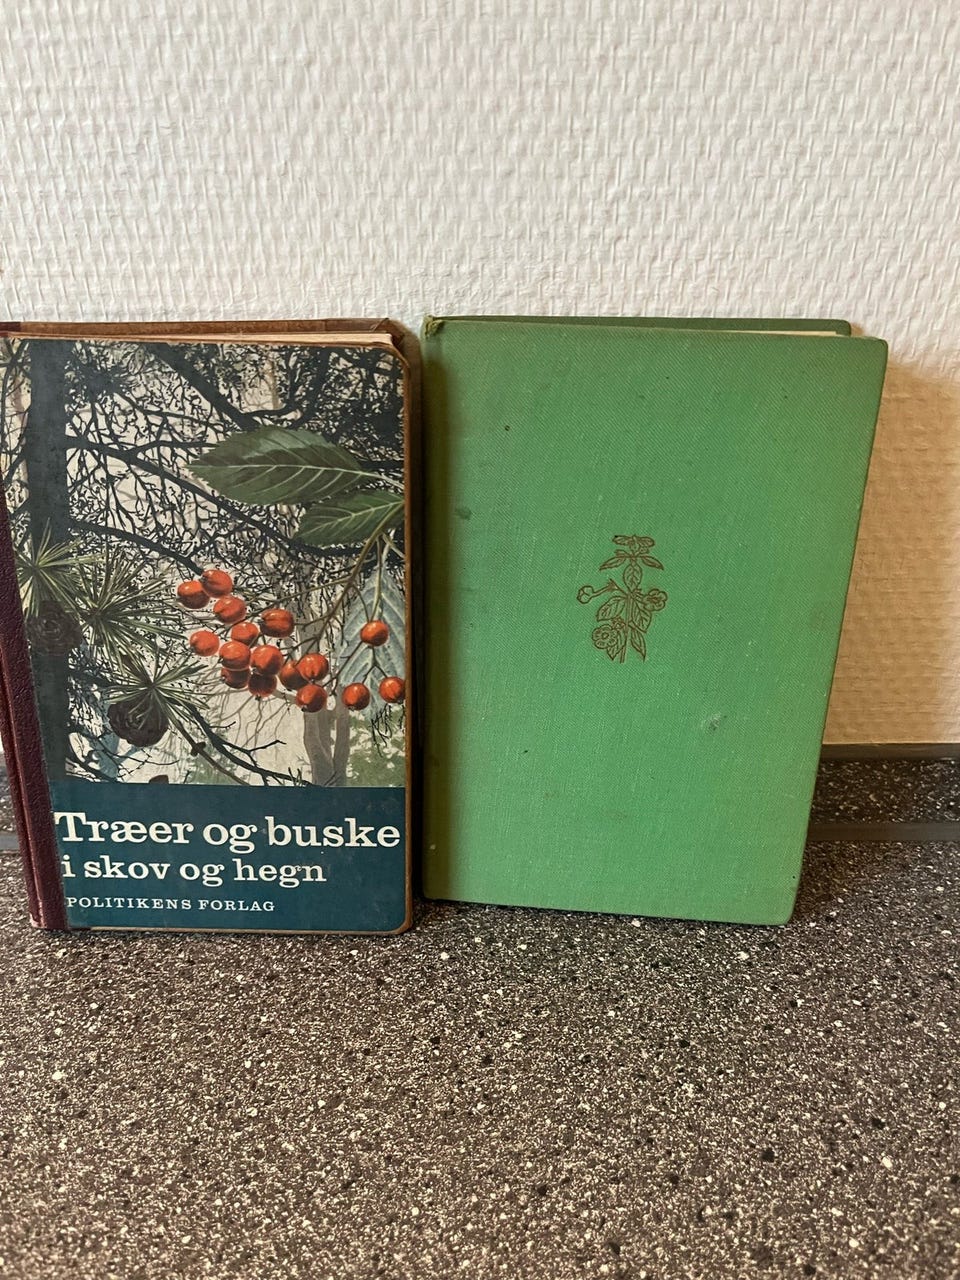 Træer og buske
i skov og hegn
POLITIKENS FORLAG